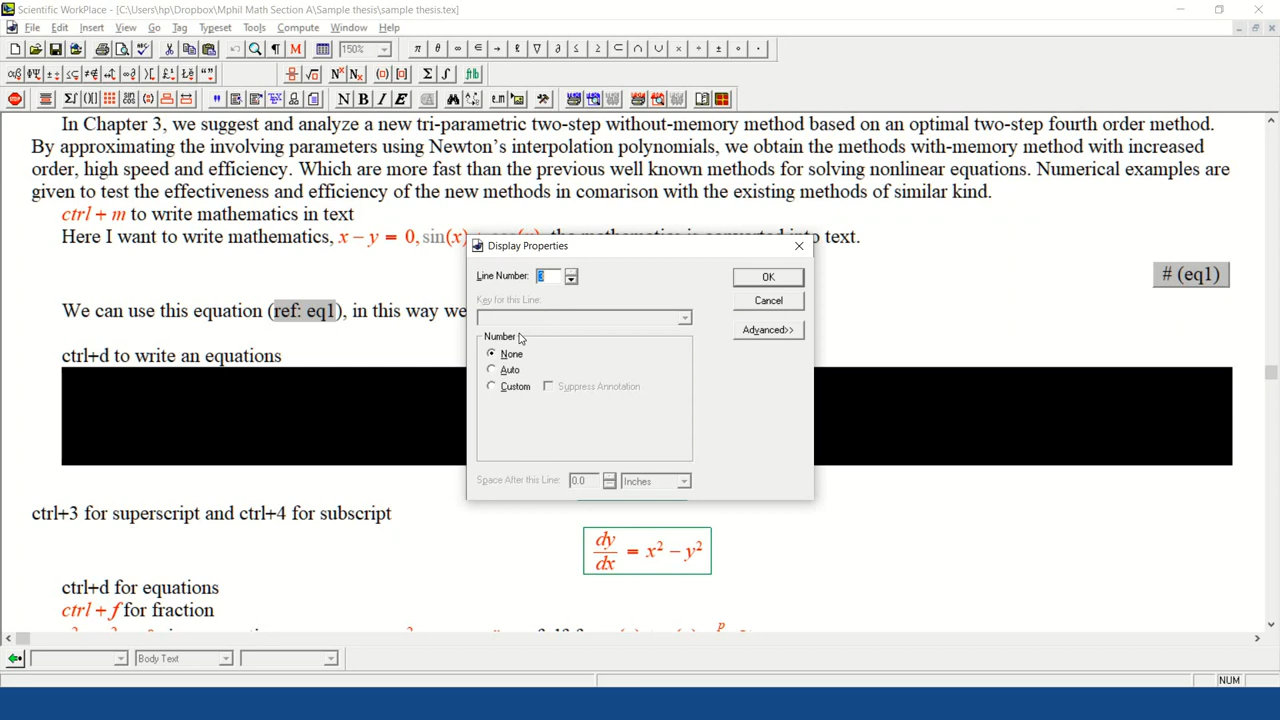 Scientific WorkPlace - [C:\Users\hp\Dropbox\Mphil Math Section A\Sample thesis\sample thesis.tex]
File Edit Insert View Go Tag Typeset Tools Compute Window Help
150%
In Chapter 3, we suggest and analyze a new tri-parametric two-step without-memory method based on an optimal two-step fourth order method.
By approximating the involving parameters using Newton's interpolation polynomials, we obtain the methods with-memory method with increased
order, high speed and efficiency. Which are more fast than the previous well known methods for solving nonlinear equations. Numerical examples are
given to test the effectiveness and efficiency of the new methods in comarison with the existing methods of similar kind.
ctrl + m to write mathematics in text
Here I want to write mathematics, x − y = 0, sin(x) the mathematics is converted into text.
# (eq1)
We can use this equation (ref: eq1), in this way we
ctrl+d to write an equations
Display Properties
Line Number: 3
OK
Key for this Line:
Cancel
Advanced>>
Number
None
Auto
Custom Suppress Annotation
Space After this Line: 0.0 Inches
ctrl+3 for superscript and ctrl+4 for subscript
dy/dx = x² − y²
ctrl+d for equations
ctrl + f for fraction
Body Text
NUM